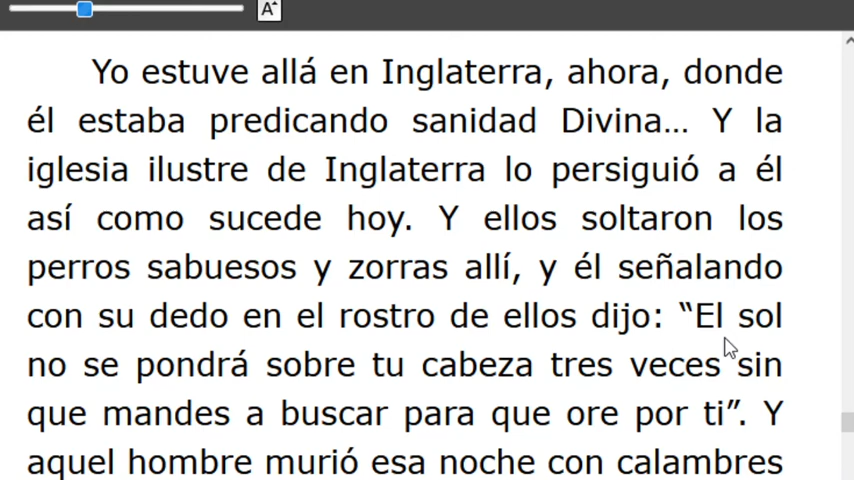 A
Yo estuve allá en Inglaterra, ahora, donde
él estaba predicando sanidad Divina... Y la
iglesia ilustre de Inglaterra lo persiguió a él
así como sucede hoy. Y ellos soltaron los
perros sabuesos y zorras allí, y él señalando
con su dedo en el rostro de ellos dijo: “El sol
no se pondrá sobre tu cabeza tres veces sin
que mandes a buscar para que ore por ti”. Y
aquel hombre murió esa noche con calambres